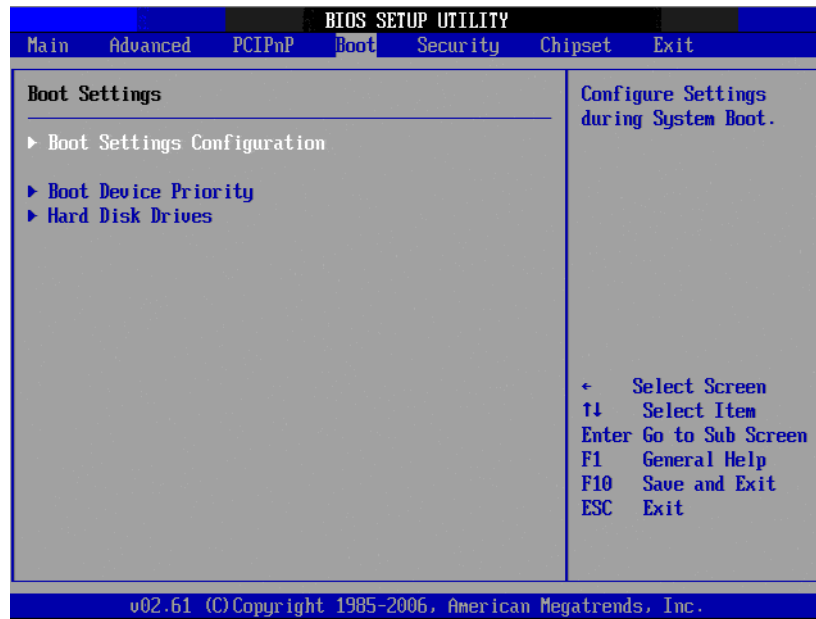 BIOS SETUP UTILITY
Main Advanced PCIPnP Boot Security Chipset Exit
Boot Settings
▶ Boot Settings Configuration
▶ Boot Device Priority
▶ Hard Disk Drives
Configure Settings
during System Boot.
← Select Screen
↑↓ Select Item
Enter Go to Sub Screen
F1 General Help
F10 Save and Exit
ESC Exit
v02.61 (C)Copyright 1985-2006, American Megatrends, Inc.